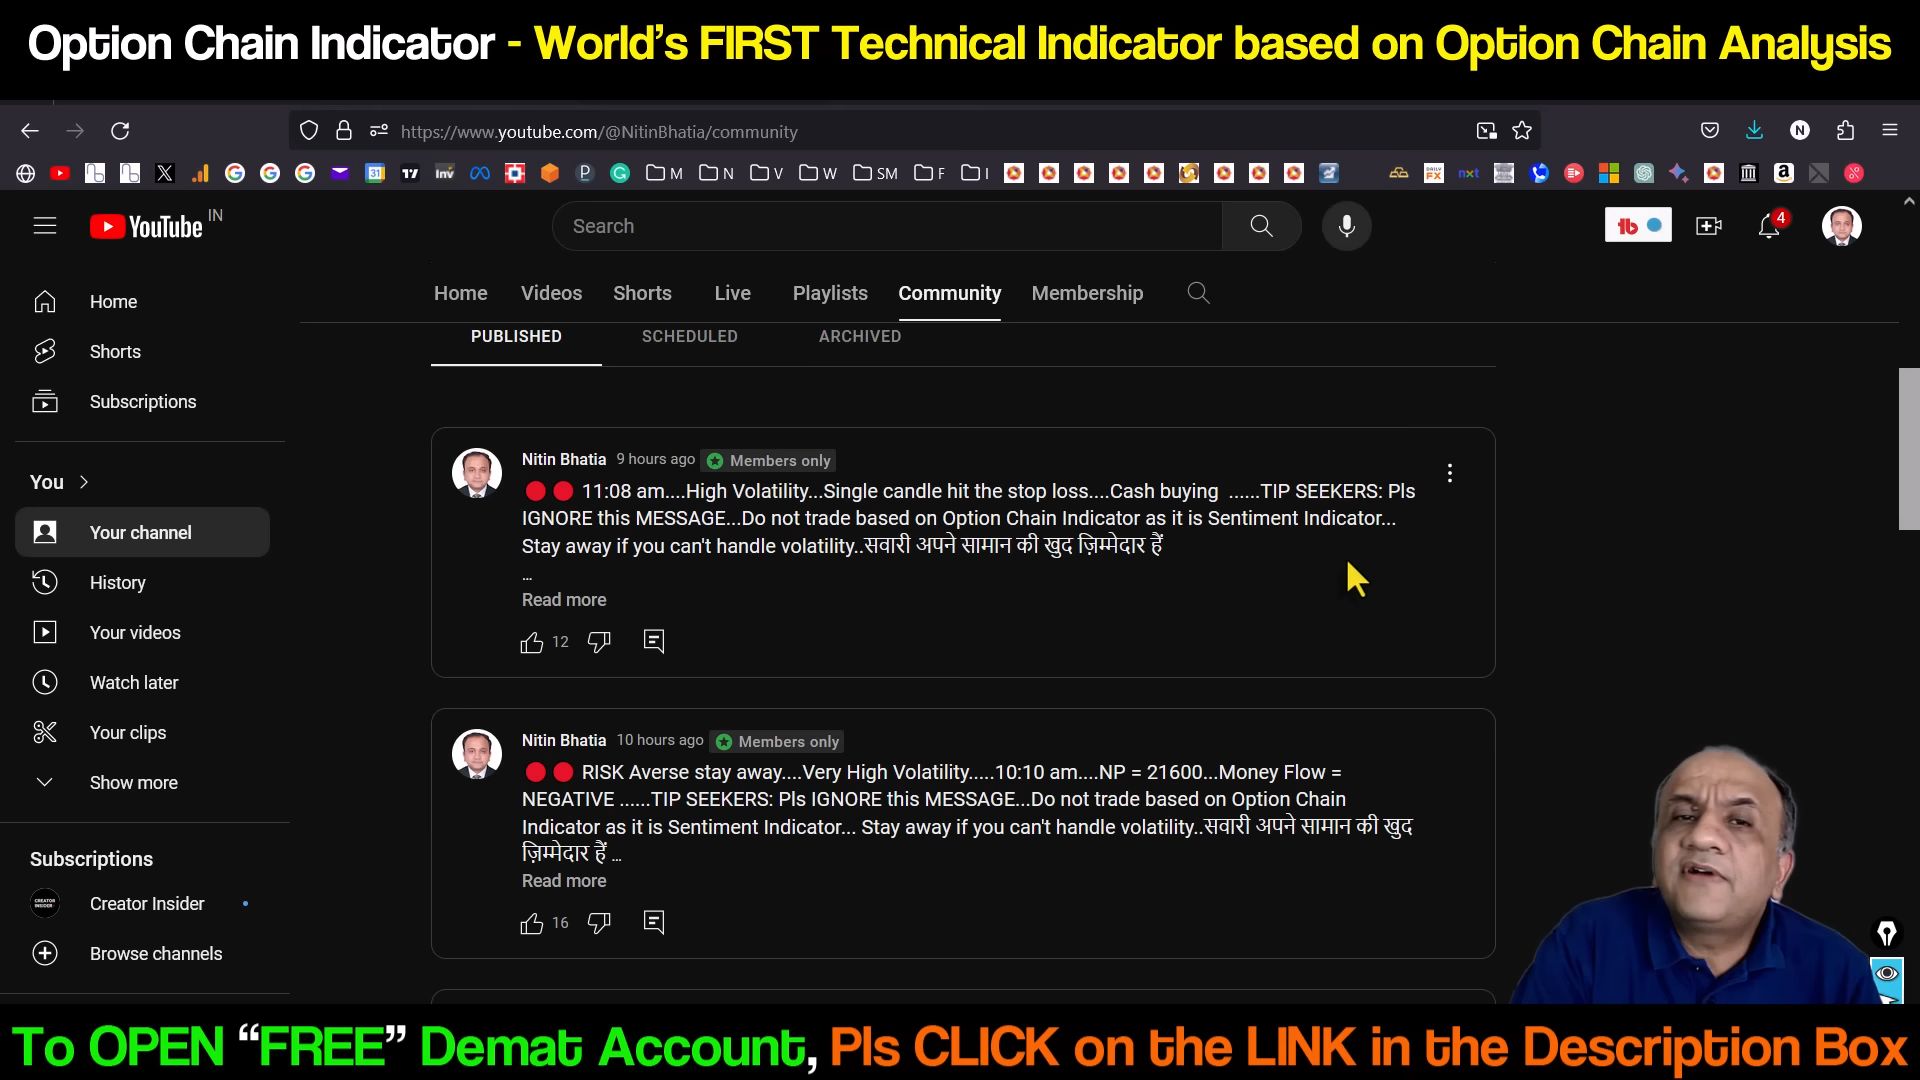 Option Chain Indicator - World's FIRST Technical Indicator based on Option Chain Analysis
https://www.youtube.com/@NitinBhatia/community
M N V W SM F I
YouTube IN
Search
4
Home Videos Shorts Live Playlists Community Membership
PUBLISHED SCHEDULED ARCHIVED
Home
Shorts
Subscriptions
You
Your channel
History
Your videos
Watch later
Your clips
Show more
Subscriptions
Creator Insider
Browse channels
Nitin Bhatia 9 hours ago Members only
11:08 am....High Volatility...Single candle hit the stop loss....Cash buying ......TIP SEEKERS: Pls
IGNORE this MESSAGE...Do not trade based on Option Chain Indicator as it is Sentiment Indicator...
Stay away if you can't handle volatility..सवारी अपने सामान की खुद ज़िम्मेदार हैं
...
Read more
12
Nitin Bhatia 10 hours ago Members only
RISK Averse stay away....Very High Volatility.....10:10 am....NP = 21600...Money Flow =
NEGATIVE ......TIP SEEKERS: Pls IGNORE this MESSAGE...Do not trade based on Option Chain
Indicator as it is Sentiment Indicator... Stay away if you can't handle volatility..सवारी अपने सामान की खुद
ज़िम्मेदार हैं ...
Read more
16
To OPEN “FREE” Demat Account, Pls CLICK on the LINK in the Description Box